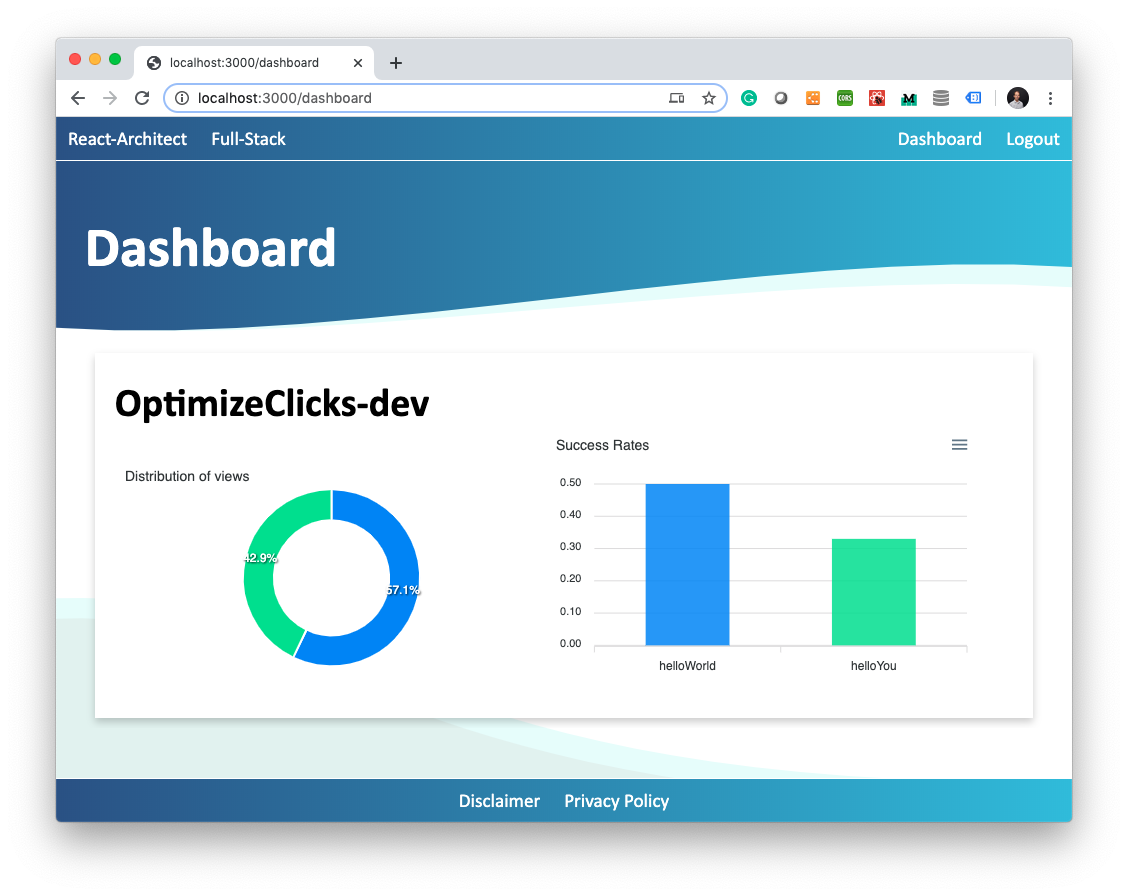 localhost:3000/dashboard
localhost:3000/dashboard
CORS
React-Architect Full-Stack Dashboard Logout
Dashboard
OptimizeClicks-dev
Distribution of views
42.9%
57.1%
Success Rates
0.50
0.40
0.30
0.20
0.10
0.00
helloWorld helloYou
Disclaimer Privacy Policy